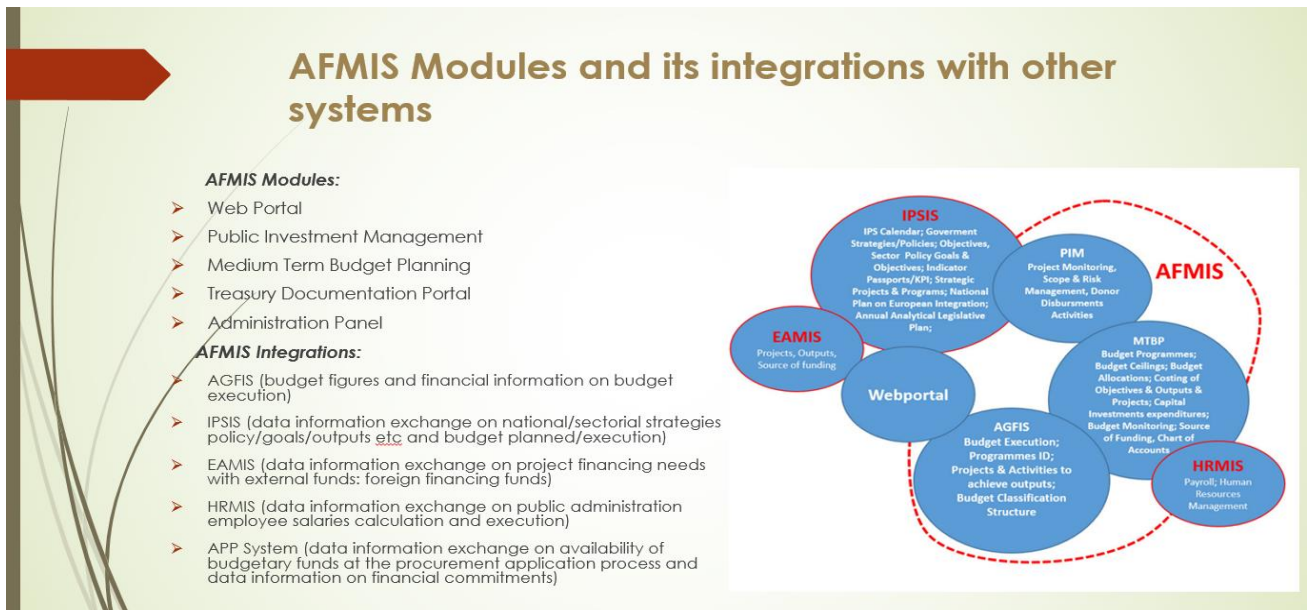 AFMIS Modules and its integrations with other
systems
AFMIS Modules:
Web Portal
Public Investment Management
Medium Term Budget Planning
Treasury Documentation Portal
Administration Panel
AFMIS Integrations:
AGFIS (budget figures and financial information on budget
execution)
IPSIS (data information exchange on national/sectorial strategies
policy/goals/outputs etc and budget planned/execution)
EAMIS (data information exchange on project financing needs
with external funds: foreign financing funds)
HRMIS (data information exchange on public administration
employee salaries calculation and execution)
APP System (data information exchange on availability of
budgetary funds at the procurement application process and
data information on financial commitments)
IPSIS
IPS Calendar; Goverment
Strategies/Policies; Objectives,
Sector Policy Goals &
Objectives; Indicator
Passports/KPI; Strategic
Projects & Programs; National
Plan on European Integration;
Annual Analytical Legislative
Plan;
PIM
Project Monitoring,
Scope & Risk
Management, Donor
Disbursments
Activities
AFMIS
EAMIS
Projects, Outputs,
Source of funding
Webportal
MTBP
Budget Programmes;
Budget Ceilings; Budget
Allocations; Costing of
Objectives & Outputs &
Projects; Capital
Investments expenditures;
Budget Monitoring; Source
of Funding, Chart of
Accounts
AGFIS
Budget Execution;
Programmes ID;
Projects & Activities to
achieve outputs;
Budget Classification
Structure
HRMIS
Payroll; Human
Resources
Management